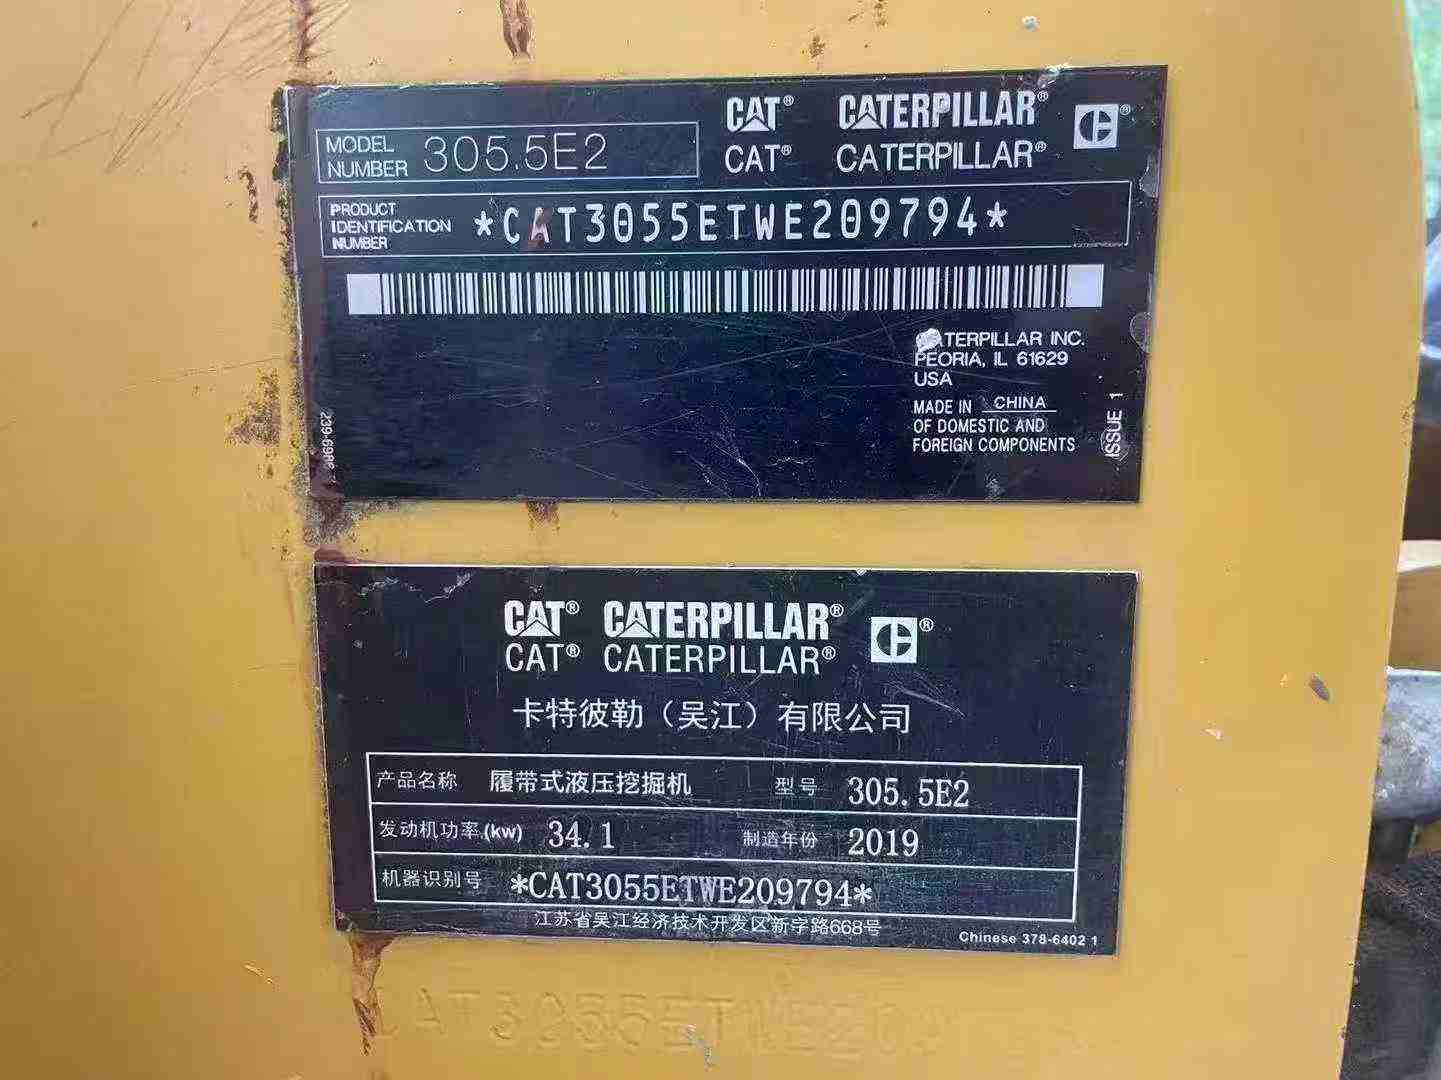 CAT® CATERPILLAR® ®
CAT® CATERPILLAR®
MODEL NUMBER 305.5E2
PRODUCT IDENTIFICATION NUMBER *CAT3055ETWE209794*
CATERPILLAR INC.
PEORIA, IL 61629
USA
MADE IN CHINA
OF DOMESTIC AND
FOREIGN COMPONENTS
ISSUE 1
CAT® CATERPILLAR® ®
CAT® CATERPILLAR®
卡特彼勒（吴江）有限公司
产品名称 履带式液压挖掘机 型号 305.5E2
发动机功率(kw) 34.1 制造年份 2019
机器识别号 *CAT3055ETWE209794*
江苏省吴江经济技术开发区新字路668号
Chinese 378-6402 1